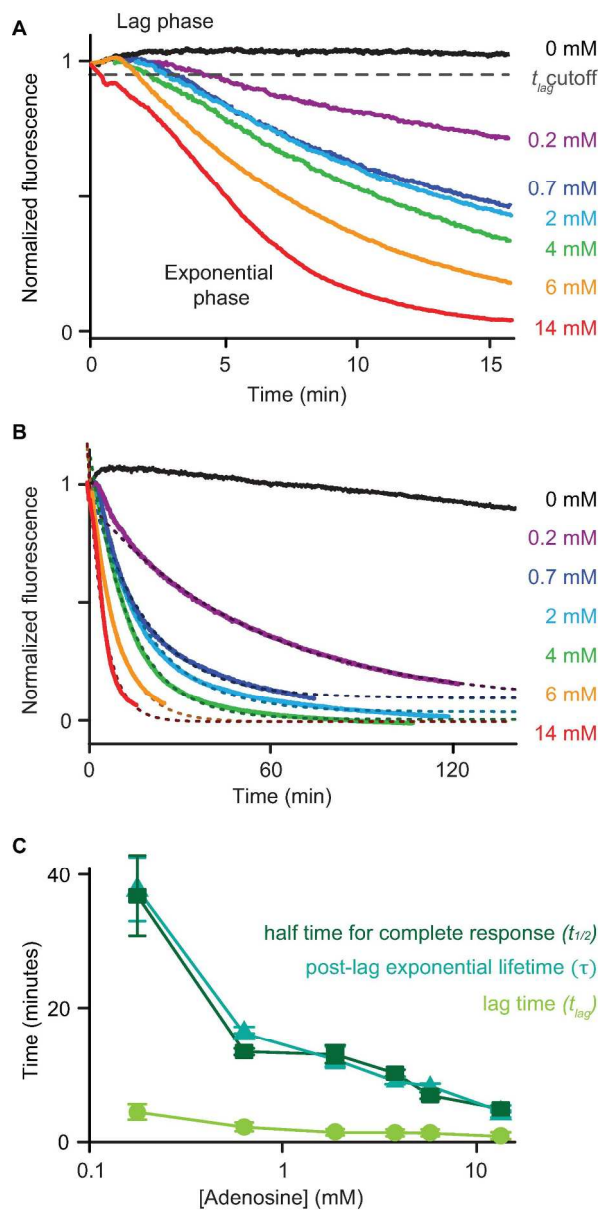 A
Lag phase
Normalized fluorescence
1
0
0 mM
t_lag cutoff
0.2 mM
0.7 mM
2 mM
4 mM
6 mM
14 mM
Exponential
phase
0
5
10
15
Time (min)
B
Normalized fluorescence
1
0
0 mM
0.2 mM
0.7 mM
2 mM
4 mM
6 mM
14 mM
0
60
120
Time (min)
C
Time (minutes)
40
20
0
half time for complete response (t1/2)
post-lag exponential lifetime (τ)
lag time (t_lag)
0.1
1
10
[Adenosine] (mM)